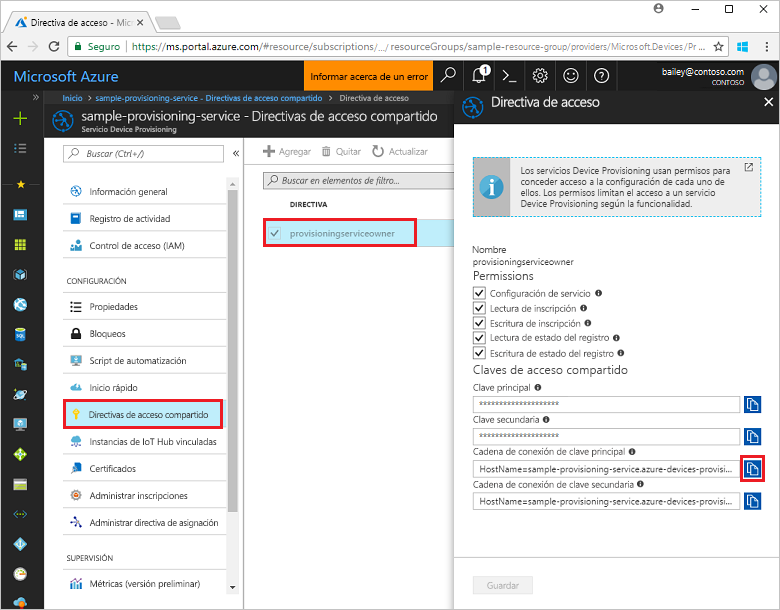 Directiva de acceso - Mic
Seguro
https://ms.portal.azure.com/#resource/subscriptions/.../resourceGroups/sample-resource-group/providers/Microsoft.Devices/Pr...
Microsoft Azure
Informar acerca de un error
1
bailey@contoso.com
CONTOSO
Inicio > sample-provisioning-service - Directivas de acceso compartido > Directiva de acceso
sample-provisioning-service - Directivas de acceso compartido
Servicio Device Provisioning
Buscar (Ctrl+/)
Información general
Registro de actividad
Control de acceso (IAM)
CONFIGURACIÓN
Propiedades
Bloqueos
Script de automatización
Inicio rápido
Directivas de acceso compartido
Instancias de IoT Hub vinculadas
Certificados
Administrar inscripciones
Administrar directiva de asignación
SUPERVISIÓN
Métricas (versión preliminar)
Agregar
Quitar
Actualizar
Buscar en elementos de filtro...
DIRECTIVA
provisioningserviceowner
Directiva de acceso
Los servicios Device Provisioning usan permisos para
conceder acceso a la configuración de cada uno de
ellos. Los permisos limitan el acceso a un servicio
Device Provisioning según la funcionalidad.
Nombre
provisioningserviceowner
Permissions
Configuración de servicio
Lectura de inscripción
Escritura de inscripción
Lectura de estado del registro
Escritura de estado del registro
Claves de acceso compartido
Clave principal
********************
Clave secundaria
********************
Cadena de conexión de clave principal
HostName=sample-provisioning-service.azure-devices-provisi...
Cadena de conexión de clave secundaria
HostName=sample-provisioning-service.azure-devices-provisi...
Guardar